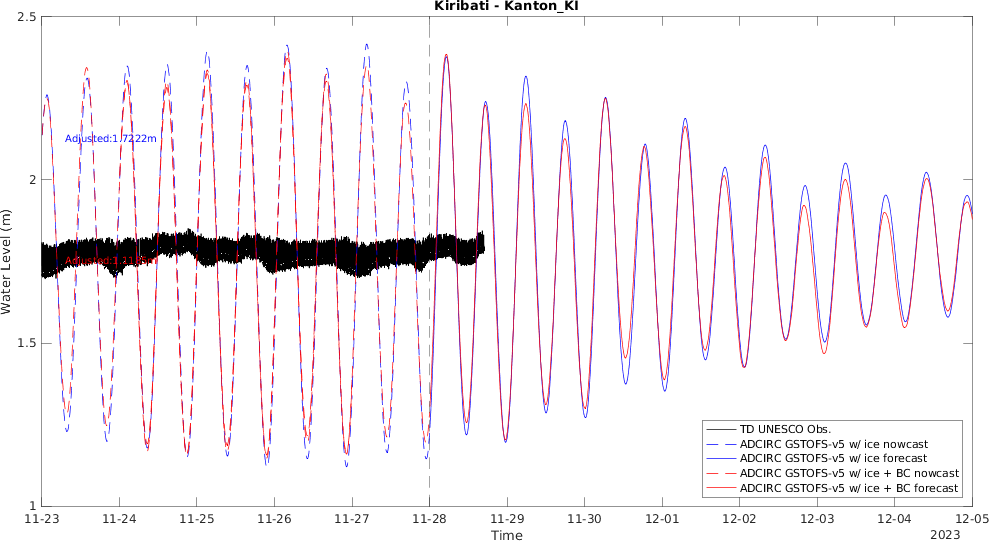 Kiribati - Kanton_KI
2.5
2
1.5
1
Water Level (m)
Adjusted:1.7222m
TD UNESCO Obs.
ADCIRC GSTOFS-v5 w/ ice nowcast
ADCIRC GSTOFS-v5 w/ ice forecast
ADCIRC GSTOFS-v5 w/ ice + BC nowcast
ADCIRC GSTOFS-v5 w/ ice + BC forecast
11-23 11-24 11-25 11-26 11-27 11-28 11-29 11-30 12-01 12-02 12-03 12-04 12-05
Time
2023